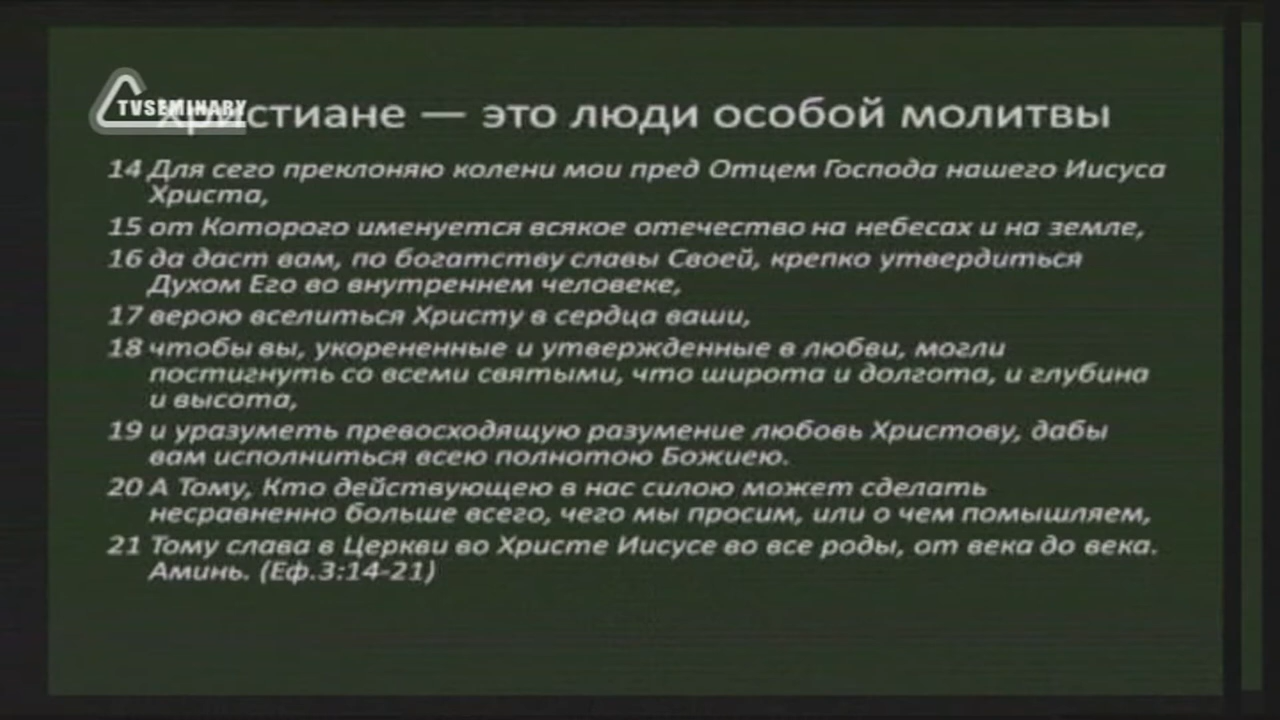 TVSEMINARY
Христиане — это люди особой молитвы
14 Для сего преклоняю колени мои пред Отцем Господа нашего Иисуса
Христа,
15 от Которого именуется всякое отечество на небесах и на земле,
16 да даст вам, по богатству славы Своей, крепко утвердиться
Духом Его во внутреннем человеке,
17 верою вселиться Христу в сердца ваши,
18 чтобы вы, укорененные и утвержденные в любви, могли
постигнуть со всеми святыми, что широта и долгота, и глубина
и высота,
19 и уразуметь превосходящую разумение любовь Христову, дабы
вам исполниться всею полнотою Божиею.
20 А Тому, Кто действующею в нас силою может сделать
несравненно больше всего, чего мы просим, или о чем помышляем,
21 Тому слава в Церкви во Христе Иисусе во все роды, от века до века.
Аминь. (Еф.3:14-21)